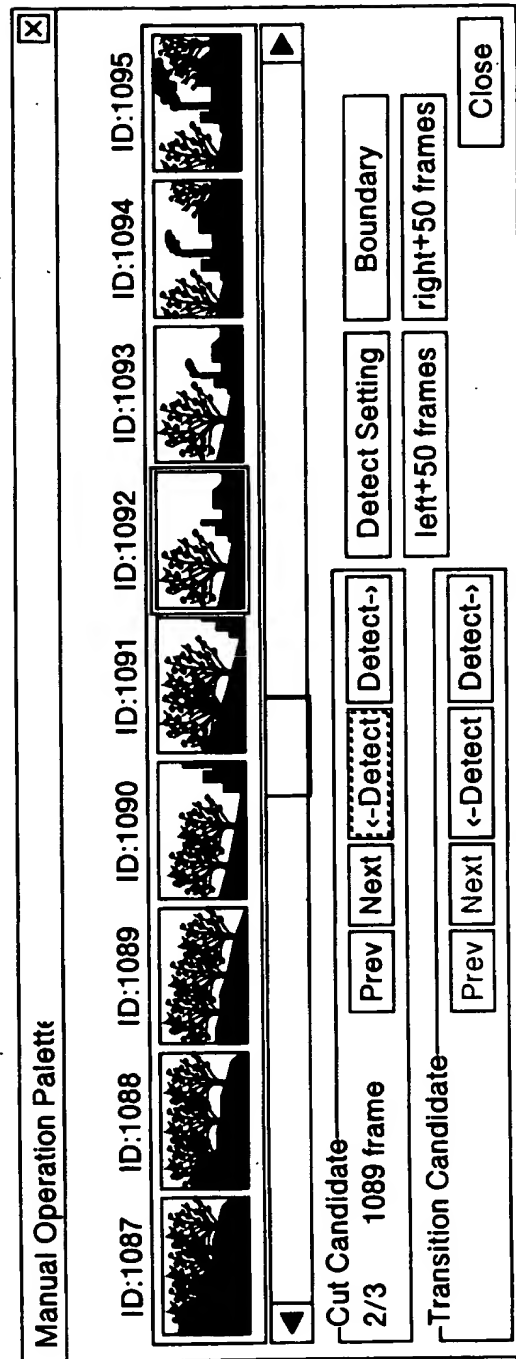 Manual Operation Palette
ID:1087 ID:1088 ID:1089 ID:1090 ID:1091 ID:1092 ID:1093 ID:1094 ID:1095
Cut Candidate
2/3 1089 frame Prev Next <-Detect Detect-> Detect Setting Boundary
left+50 frames right+50 frames
Transition Candidate
Prev Next <-Detect Detect->
Close